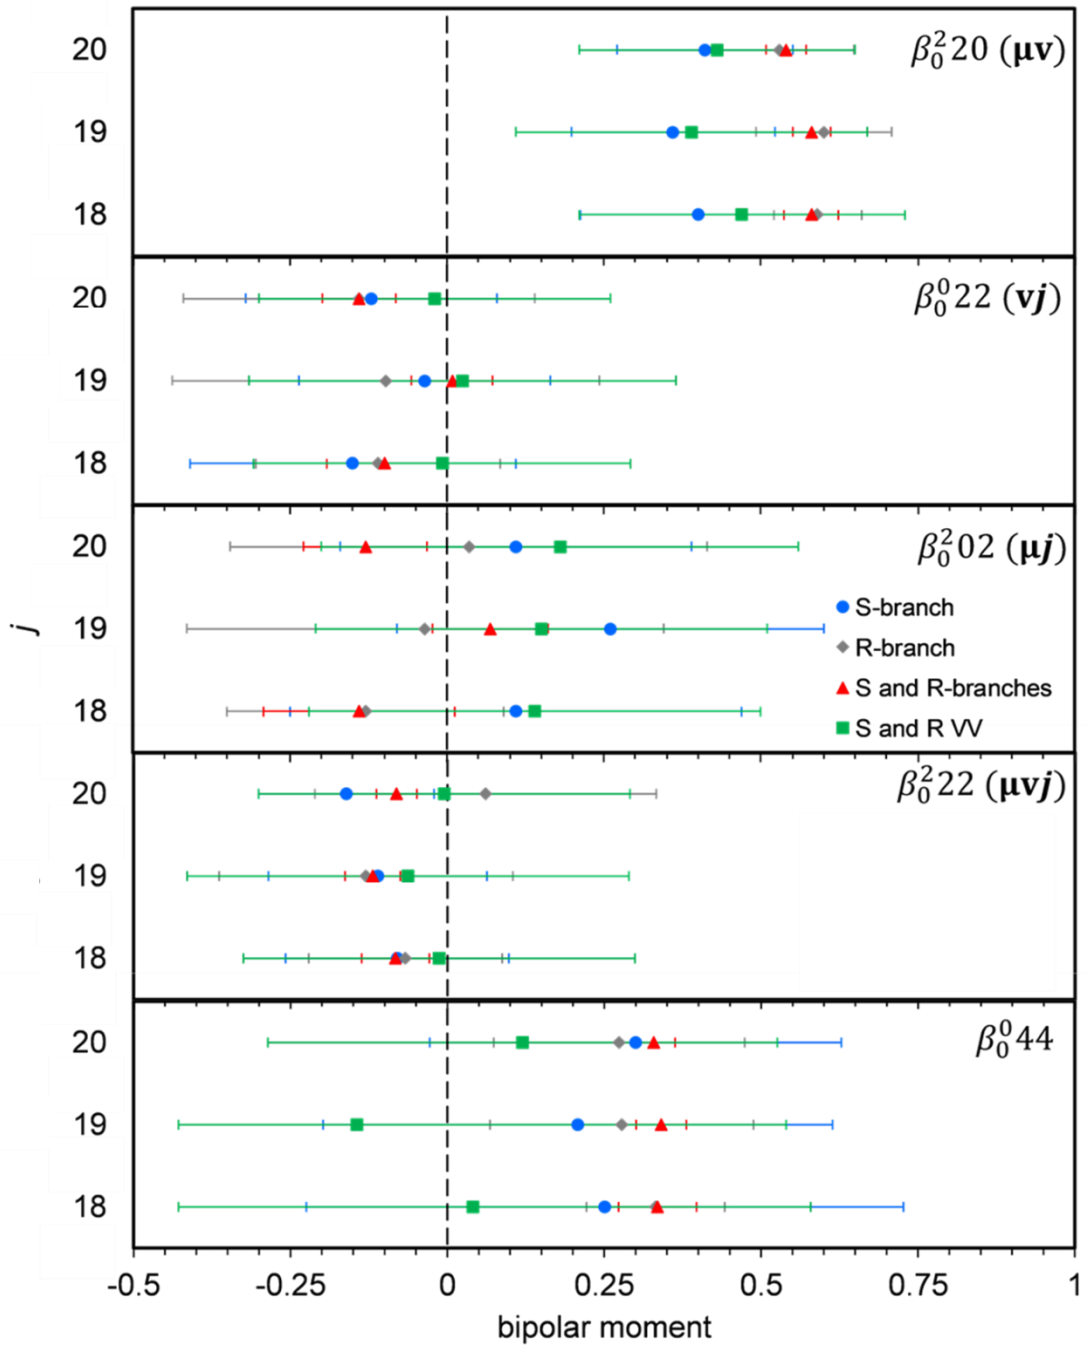 20
β₀²20 (μv)
19
18
20
β₀⁰22 (vj)
19
18
20
β₀²02 (μj)
S-branch
j
19
R-branch
S and R-branches
18
S and R VV
20
β₀²22 (μvj)
19
18
20
β₀⁰44
19
18
-0.5 -0.25 0 0.25 0.5 0.75 1
bipolar moment